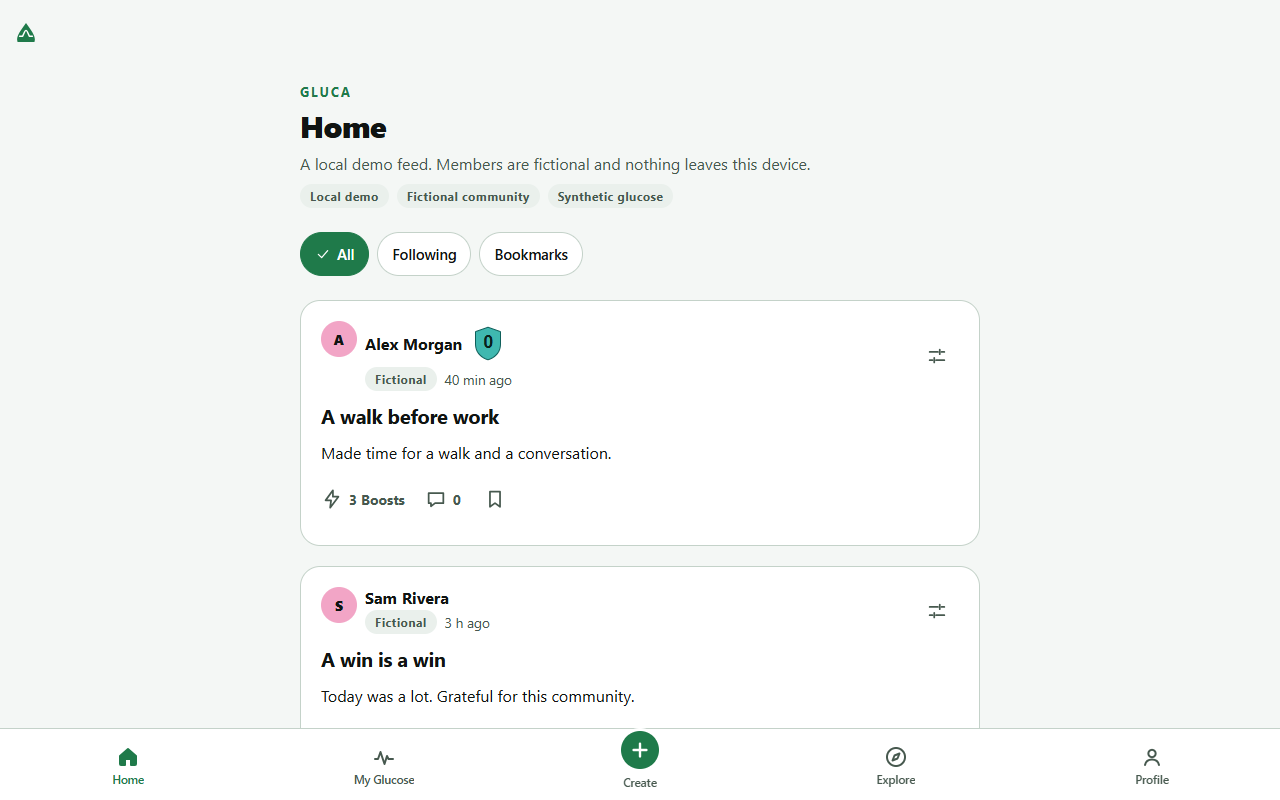 GLUCA
Home
A local demo feed. Members are fictional and nothing leaves this device.
Local demo Fictional community Synthetic glucose
All Following Bookmarks
A Alex Morgan 0
Fictional 40 min ago
A walk before work
Made time for a walk and a conversation.
3 Boosts 0
S Sam Rivera
Fictional 3 h ago
A win is a win
Today was a lot. Grateful for this community.
Home My Glucose Create Explore Profile